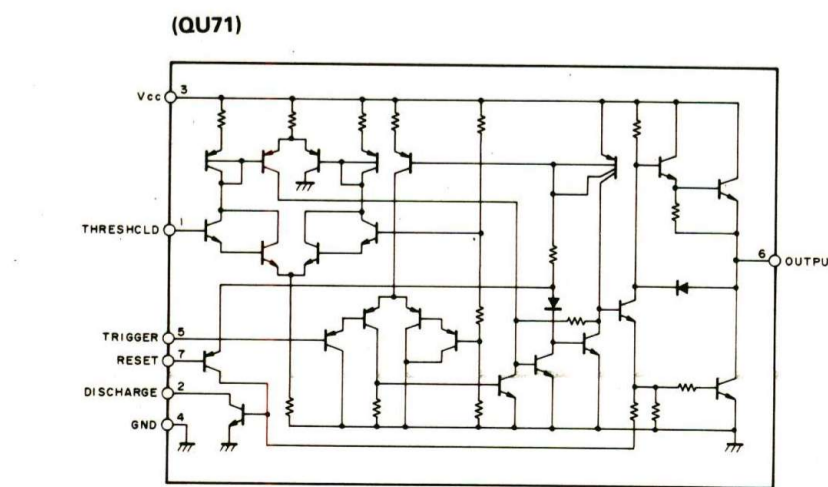 (QU71)
Vcc 3
THRESHCLD 1
6 OUTPU
TRIGGER 5
RESET 7
DISCHARGE 2
GND 4